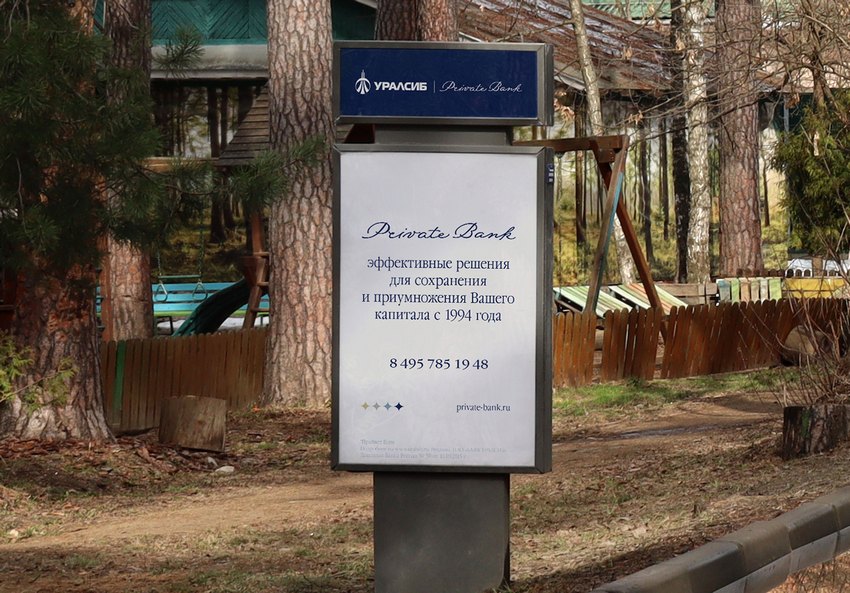 УРАЛСИБ | Private Bank
Private Bank
эффективные решения
для сохранения
и приумножения Вашего
капитала с 1994 года
8 495 785 19 48
private-bank.ru